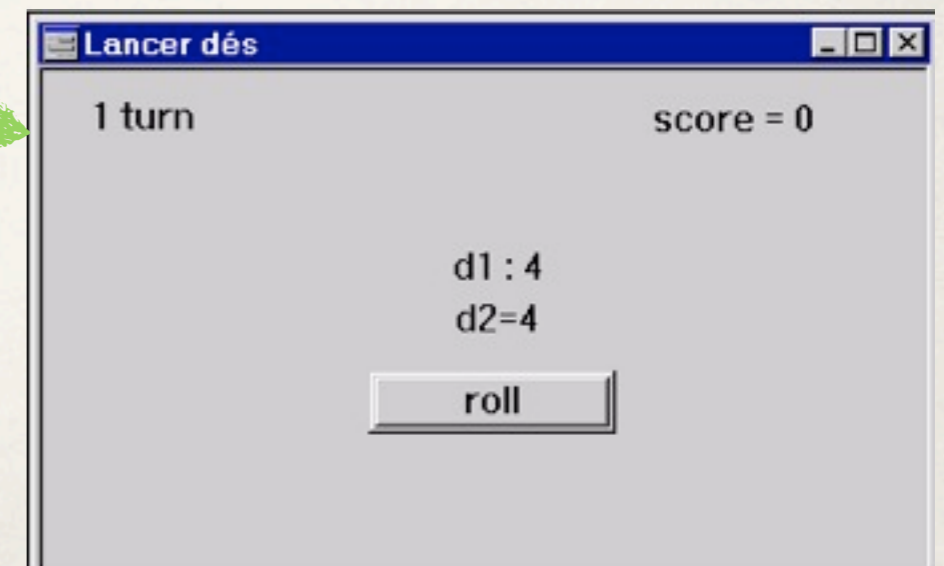 Lancer dés
1 turn
score = 0
d1 : 4
d2=4
roll